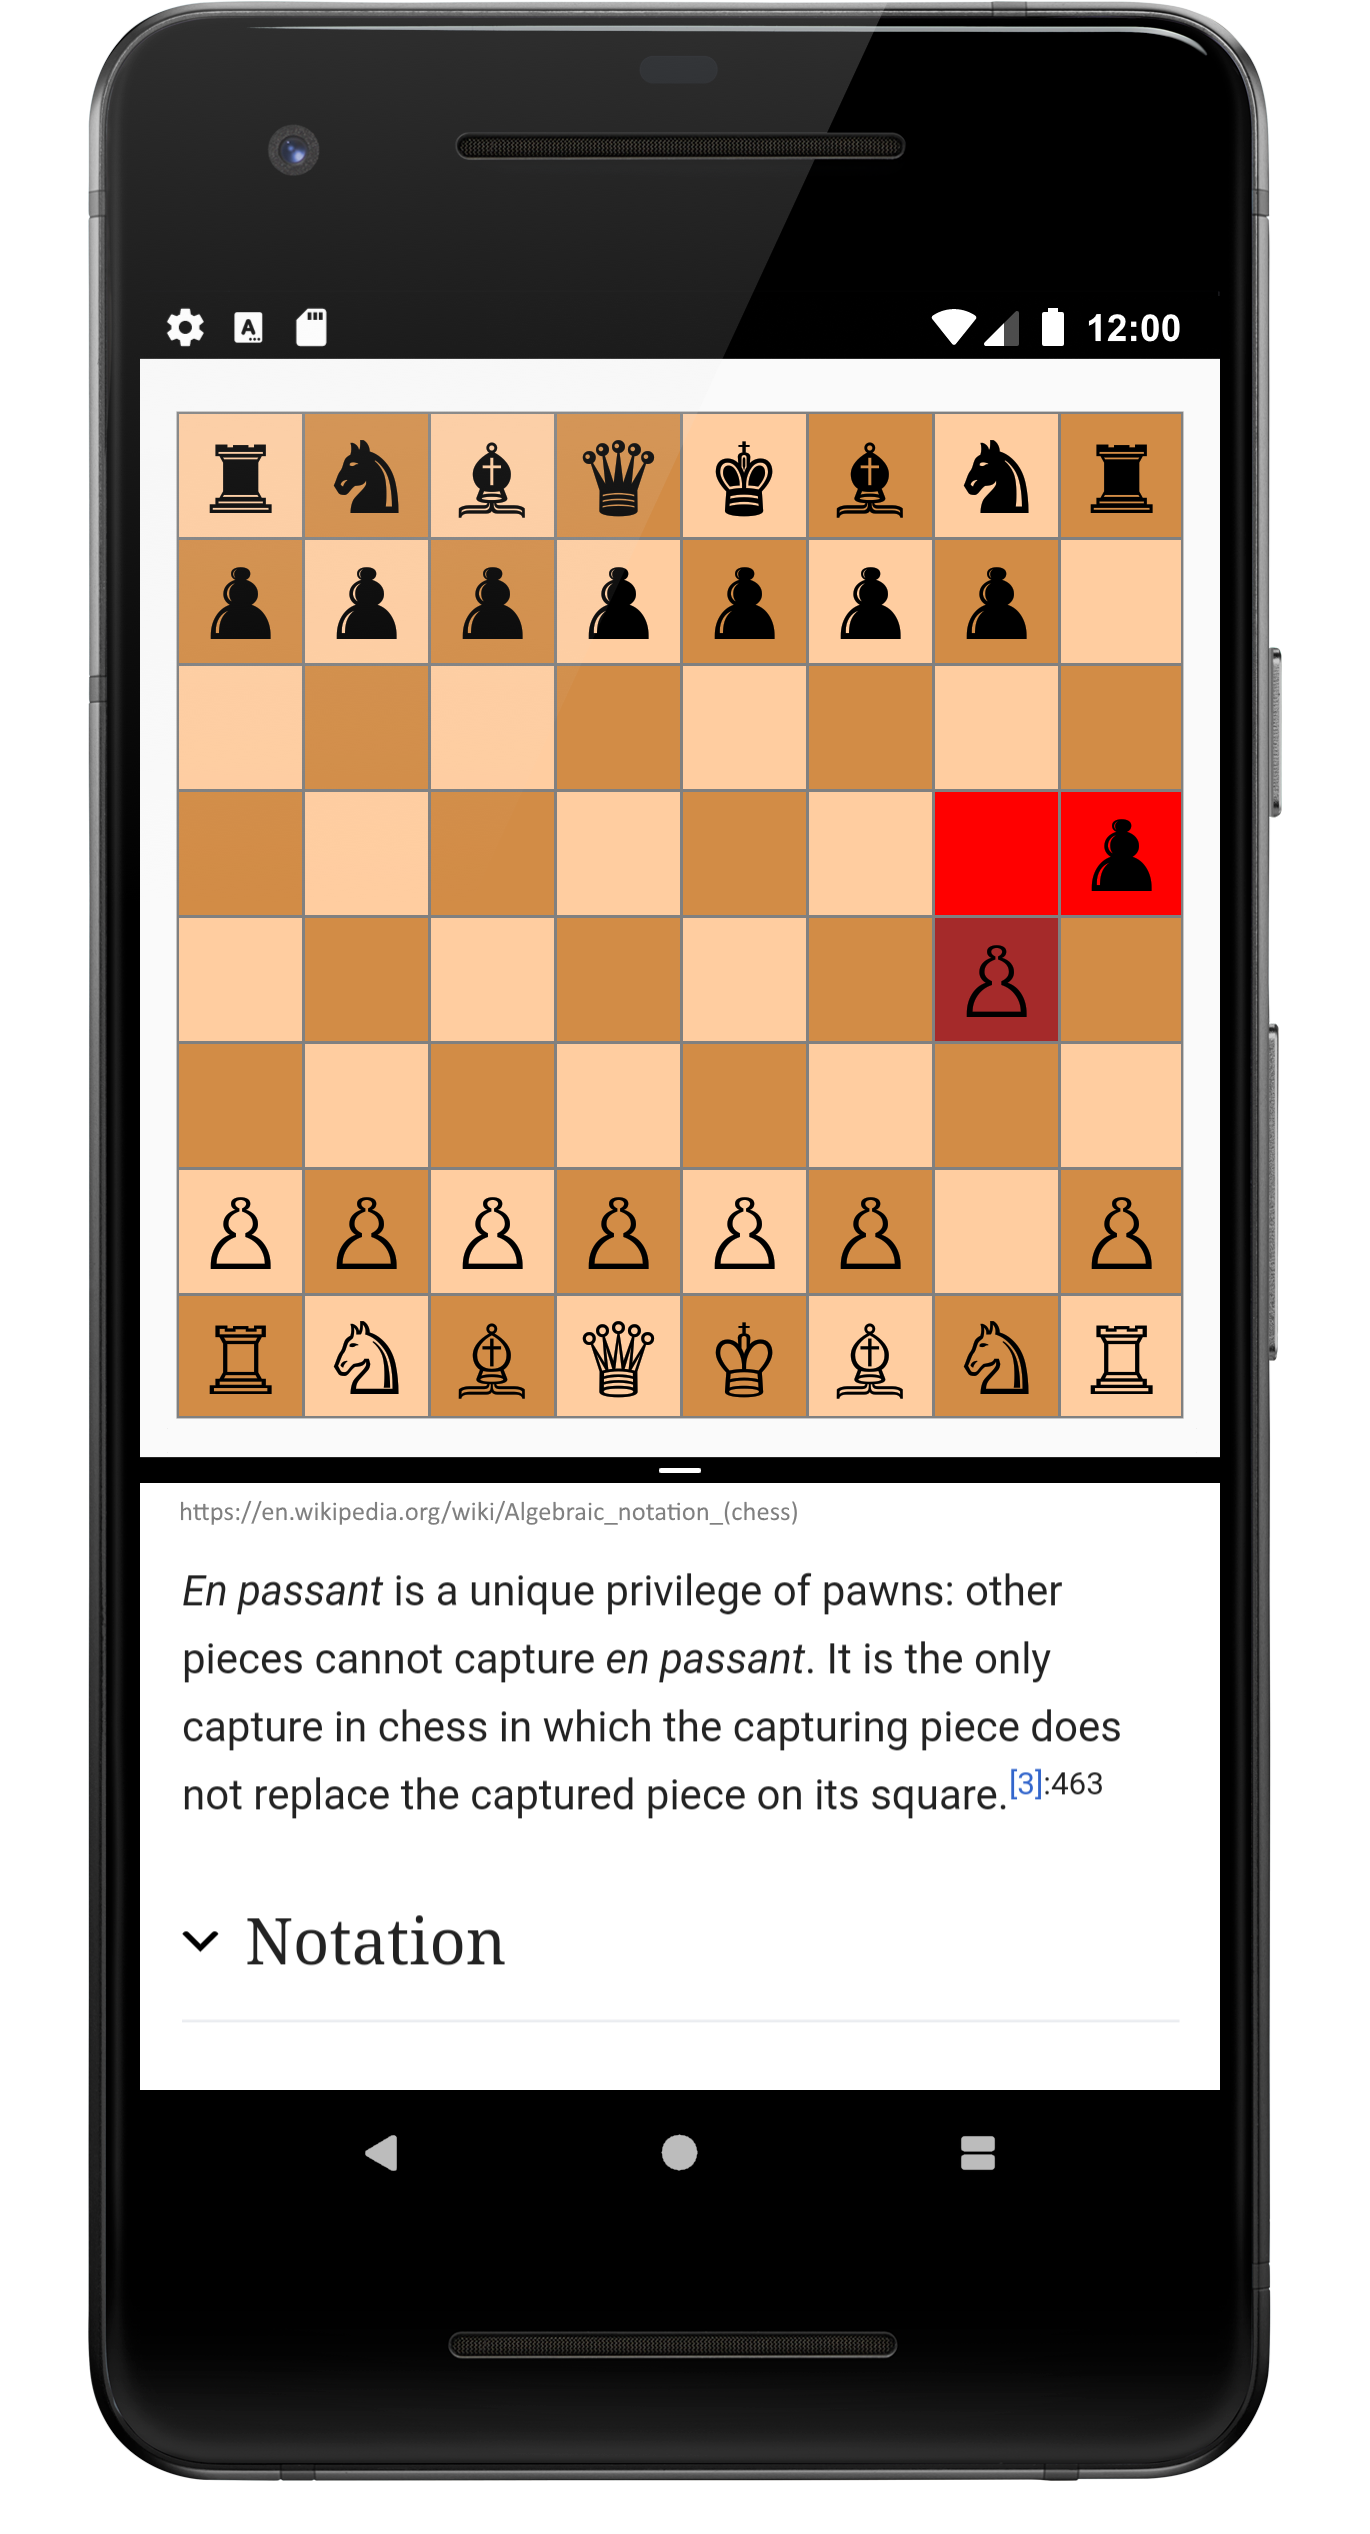 12:00
https://en.wikipedia.org/wiki/Algebraic_notation_(chess)
En passant is a unique privilege of pawns: other
pieces cannot capture en passant. It is the only
capture in chess in which the capturing piece does
not replace the captured piece on its square.[3]:463
Notation